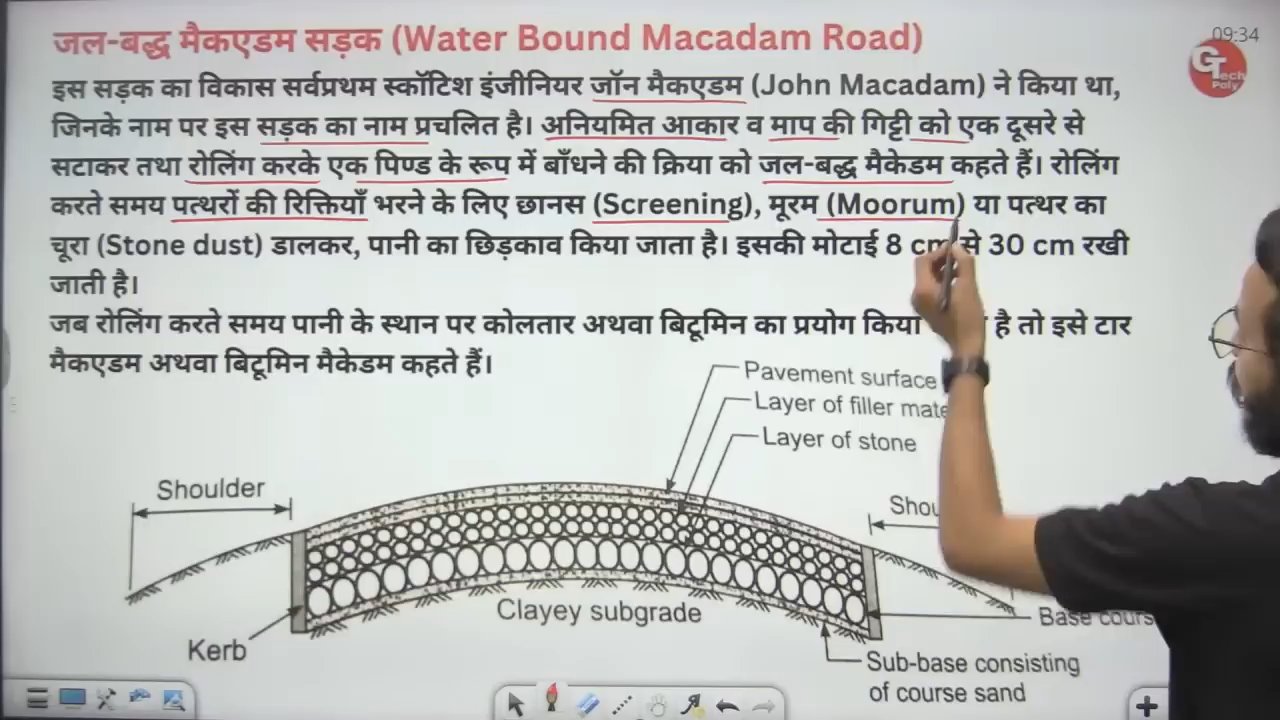 जल-बद्ध मैकएडम सड़क (Water Bound Macadam Road)
09:34
GTech Poly
इस सड़क का विकास सर्वप्रथम स्कॉटिश इंजीनियर जॉन मैकएडम (John Macadam) ने किया था,
जिनके नाम पर इस सड़क का नाम प्रचलित है। अनियमित आकार व माप की गिट्टी को एक दूसरे से
सटाकर तथा रोलिंग करके एक पिण्ड के रूप में बाँधने की क्रिया को जल-बद्ध मैकेडम कहते हैं। रोलिंग
करते समय पत्थरों की रिक्तियाँ भरने के लिए छानस (Screening), मूरम (Moorum) या पत्थर का
चूरा (Stone dust) डालकर, पानी का छिड़काव किया जाता है। इसकी मोटाई 8 cm से 30 cm रखी
जाती है।
जब रोलिंग करते समय पानी के स्थान पर कोलतार अथवा बिटूमिन का प्रयोग किया है तो इसे टार
मैकएडम अथवा बिटूमिन मैकेडम कहते हैं।
Pavement surface
Layer of filler
Layer of stone
Shoulder
Clayey subgrade
Base
Kerb
Sub-base consisting
of course sand